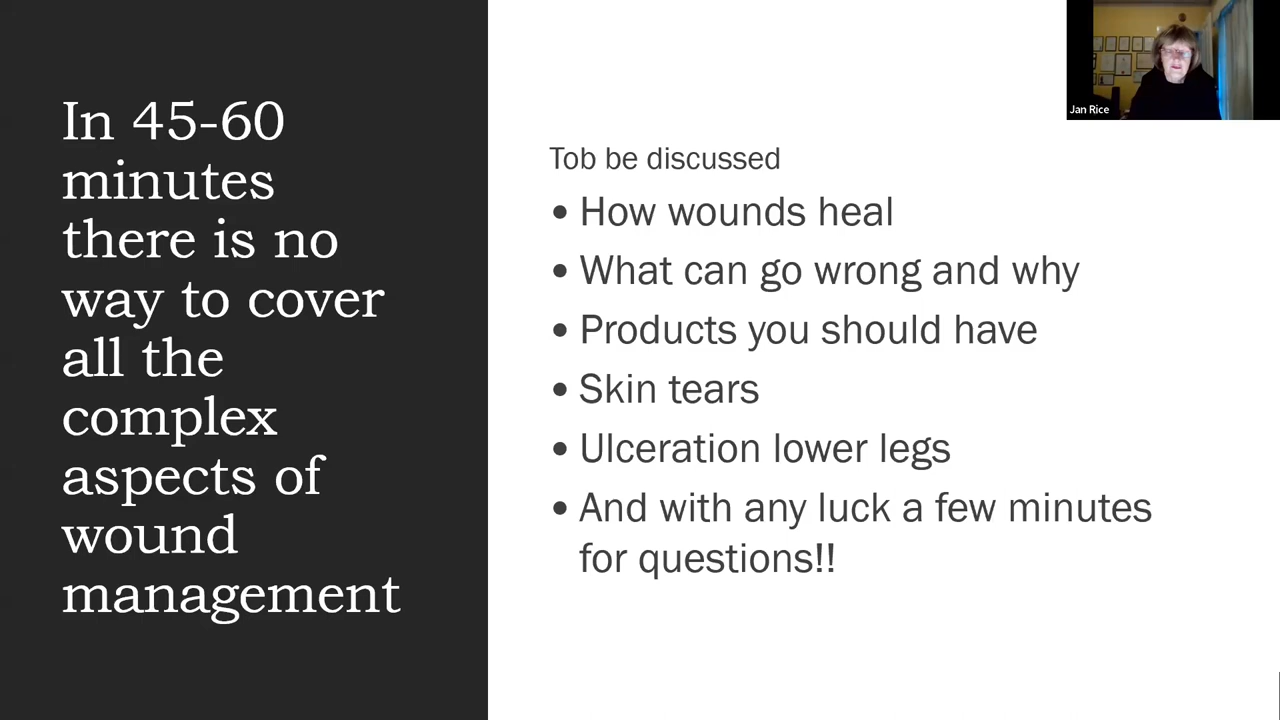 In 45-60
minutes
there is no
way to cover
all the
complex
aspects of
wound
management
Tob be discussed
• How wounds heal
• What can go wrong and why
• Products you should have
• Skin tears
• Ulceration lower legs
• And with any luck a few minutes
for questions!!
Jan Rice